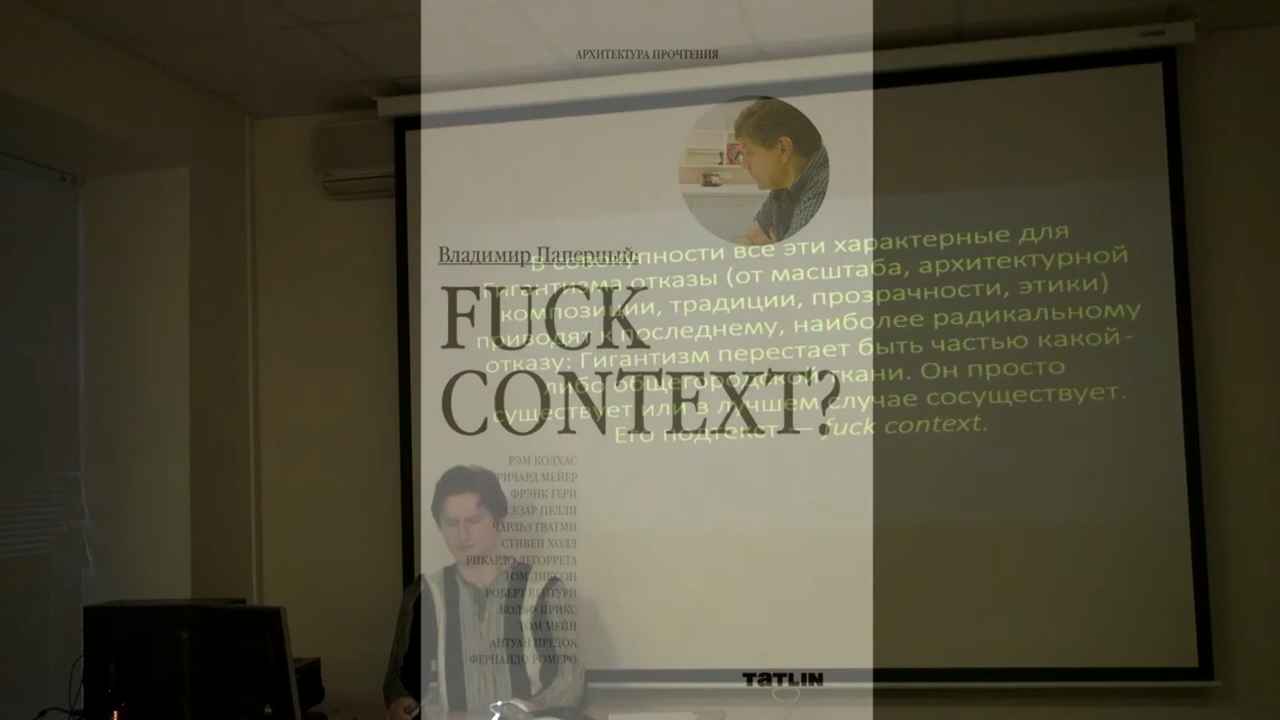 АРХИТЕКТУРА ПРОЧТЕНИЯ
Владимир Паперный:
FUCK
CONTEXT?
В совокупности все эти характерные для
Гигантизма отказы (от масштаба, архитектурной
композиции, традиции, прозрачности, этики)
приводят к последнему, наиболее радикальному
отказу: Гигантизм перестает быть частью какой-
либо общегородской ткани. Он просто
существует или в лучшем случае сосуществует.
Его подтекст — fuck context.
РЭМ КОЛХАС
РИЧАРД МЕЙЕР
ФРЭНК ГЕРИ
СЕЗАР ПЕЛЛИ
ЧАРЛЬЗ ГВАТМИ
СТИВЕН ХОЛЛ
РИКАРДО ЛЕГОРРЕТА
ТОМ ДИКСОН
РОБЕРТ ВЕНТУРИ
ВОЛЬФ ПРИКС
ТОМ МЕЙН
АНТУАН ПРЕДОК
ФЕРНАНДО РОМЕРО
TATLIN